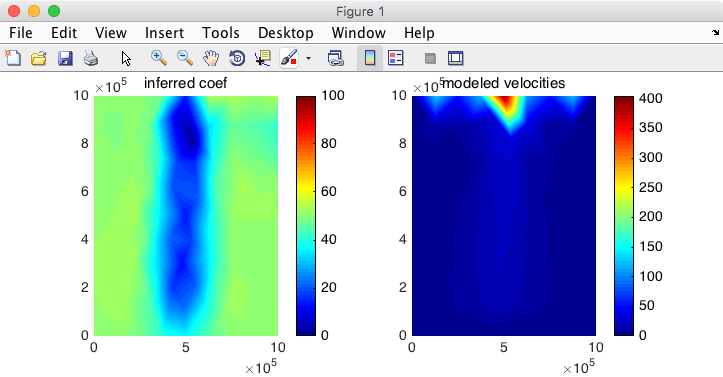 Figure 1
File Edit View Insert Tools Desktop Window Help
×10^5 inferred coef ×10^5 modeled velocities
10 100 10 400
350
8 80 8 300
6 60 6 250
200
4 40 4 150
2 20 2 100
50
0 0 0 0
0 5 10 0 5 10
×10^5 ×10^5